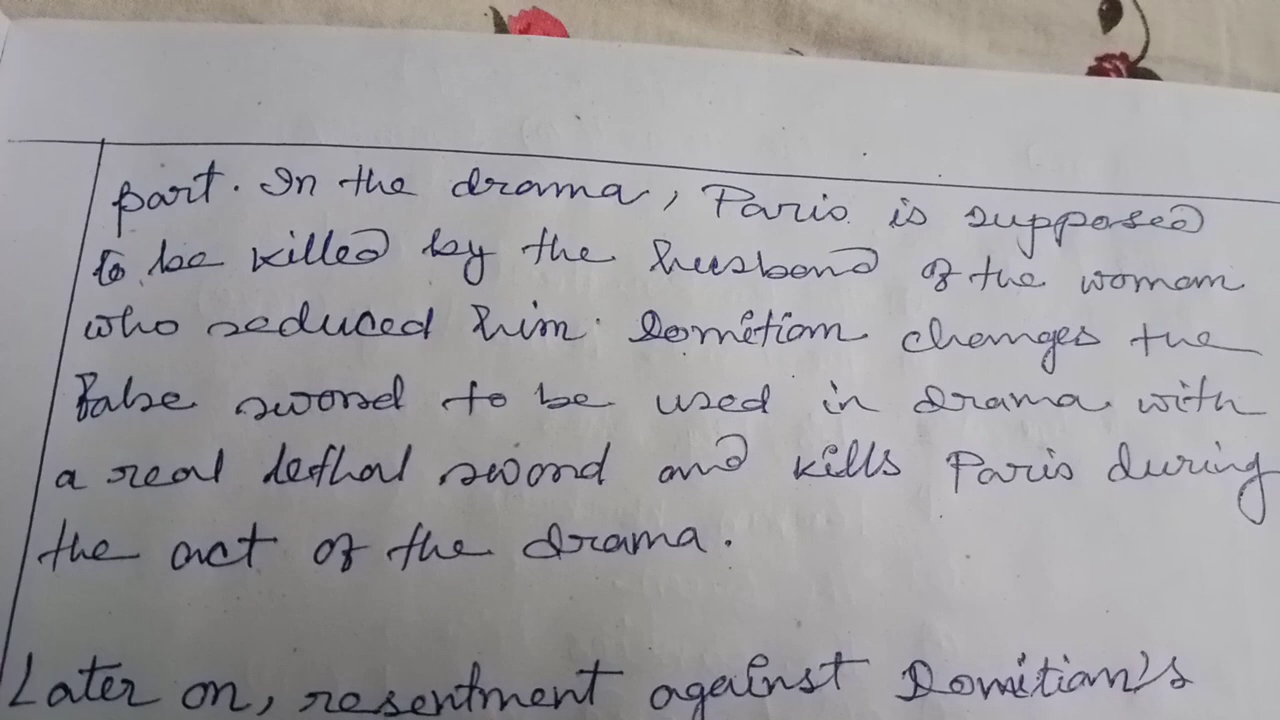 part. In the drama, Paris is supposed
to be killed by the husband of the woman
who seduced him. Domitian changes the
False sword to be used in drama with
a real lethal sword and kills Paris during
the act of the drama.
Later on, resentment against Domitian's